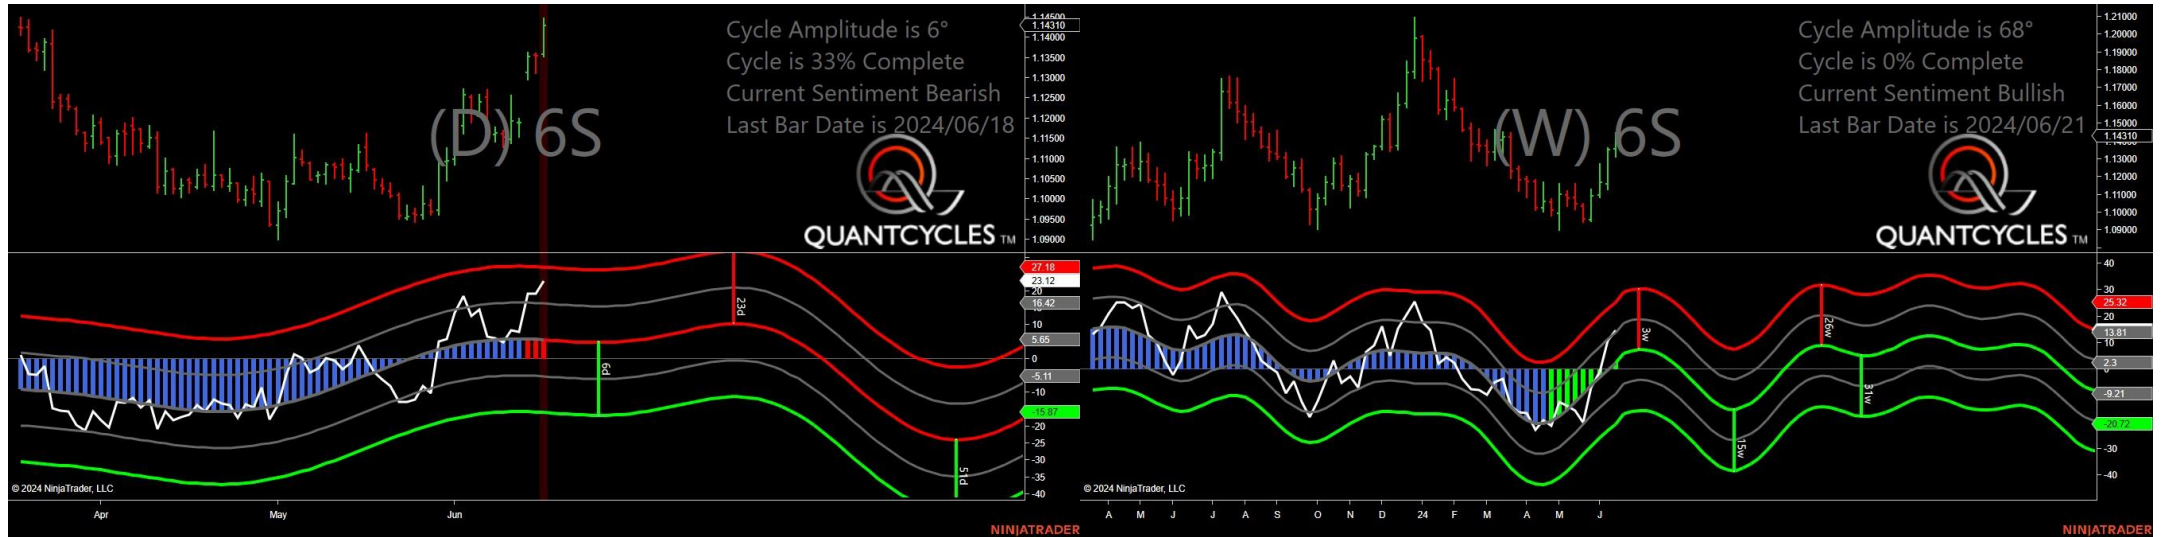 Cycle Amplitude is 6°
Cycle is 33% Complete
Current Sentiment Bearish
Last Bar Date is 2024/06/18
(D) 6S
QUANTCYCLES TM
1.14500
1.14310
1.14000
1.13500
1.13000
1.12500
1.12000
1.11500
1.11000
1.10500
1.10000
1.09500
1.09000
27.18
23.12
20
16.42
10
5.65
0
-5.11
-10
-15.87
-20
-25
-30
-35
-40
23d
6d
51d
© 2024 NinjaTrader, LLC
Apr May Jun
NINJATRADER
Cycle Amplitude is 68°
Cycle is 0% Complete
Current Sentiment Bullish
Last Bar Date is 2024/06/21
(W) 6S
QUANTCYCLES TM
1.21000
1.20000
1.19000
1.18000
1.17000
1.16000
1.15000
1.14310
1.13000
1.12000
1.11000
1.10000
1.09000
40
30
25.32
20
13.81
10
2.3
0
-9.21
-20.72
-30
-40
3w
26w
15w
31w
© 2024 NinjaTrader, LLC
A M J J A S O N D 24 F M A M J
NINJATRADER